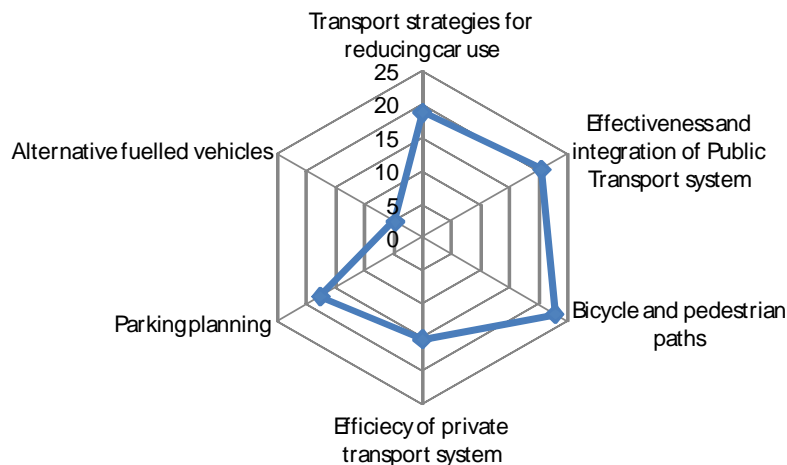 Transport strategies for
reducing car use
25
20
15
10
5
0
Effectiveness and
integration of Public
Transport system
Bicycle and pedestrian
paths
Efficiecy of private
transport system
Parking planning
Alternative fuelled vehicles